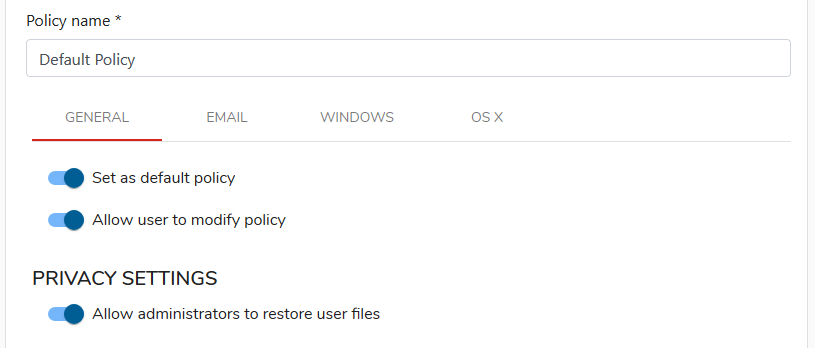 Policy name *
Default Policy
GENERAL EMAIL WINDOWS OS X
Set as default policy
Allow user to modify policy
PRIVACY SETTINGS
Allow administrators to restore user files